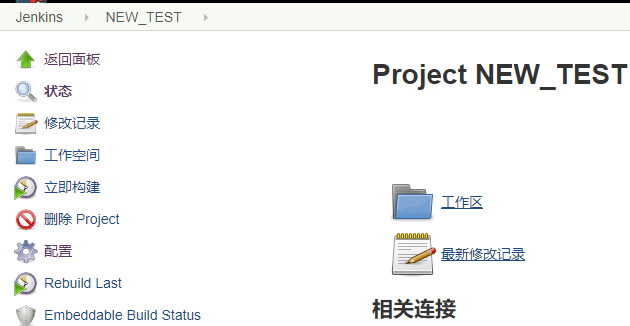 Jenkins NEW_TEST
返回面板
状态
修改记录
工作空间
立即构建
删除 Project
配置
Rebuild Last
Embeddable Build Status
Project NEW_TEST
工作区
最新修改记录
相关连接